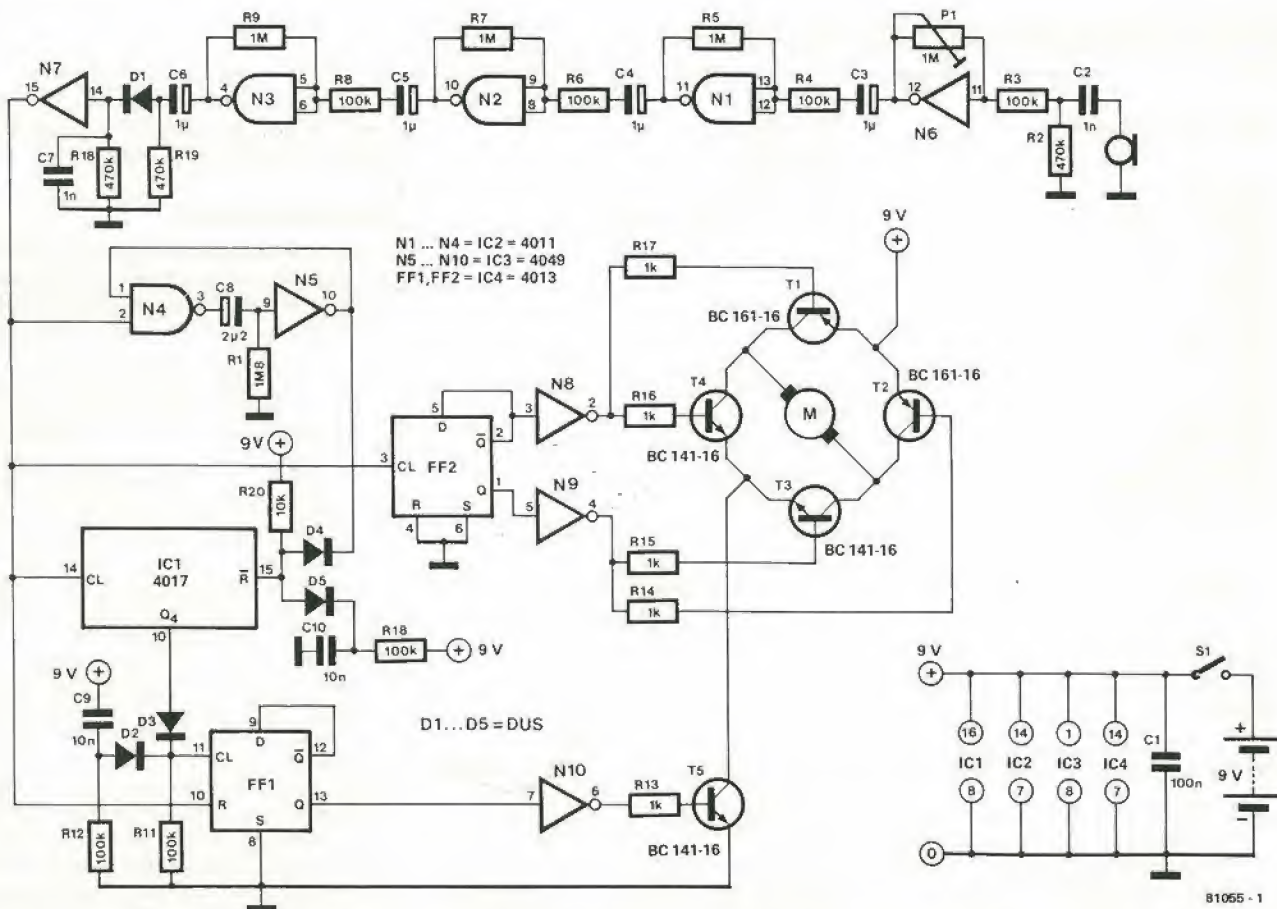 R9
1M
R7
1M
R5
1M
P1
1M
N7
15
14
D1
C6
1µ
4
N3
5
6
R8
100k
C5
1µ
10
N2
9
8
R6
100k
C4
1µ
11
N1
13
12
R4
100k
C3
1µ
12
N6
11
R3
100k
C2
1n
R2
470k
C7
1n
R18
470k
R19
470k
N1 ... N4 = IC2 = 4011
N5 ... N10 = IC3 = 4049
FF1, FF2 = IC4 = 4013
1
2
N4
3
C8
2µ2
9
N5
10
R1
1M8
9 V
+
R17
1k
T1
BC 161-16
BC 161-16
T2
T4
M
BC 141-16
T3
BC 141-16
R16
1k
N8
3
2
N9
5
4
R15
1k
R14
1k
5
D
3
CL
FF2
Q
2
Q
1
R
S
4
6
9 V
+
R20
10k
D4
D5
14
CL
IC1
4017
R
15
Q4
10
C10
10n
R18
100k
+
9 V
9 V
+
C9
10n
D2
D3
D1...D5 = DUS
9
D
11
CL
FF1
Q
12
10
R
Q
13
S
8
R12
100k
R11
100k
7
N10
6
R13
1k
T5
BC 141-16
9 V
+
S1
16
14
1
14
IC1
IC2
IC3
IC4
8
7
8
7
C1
100n
+
9 V
–
0
81055 - 1